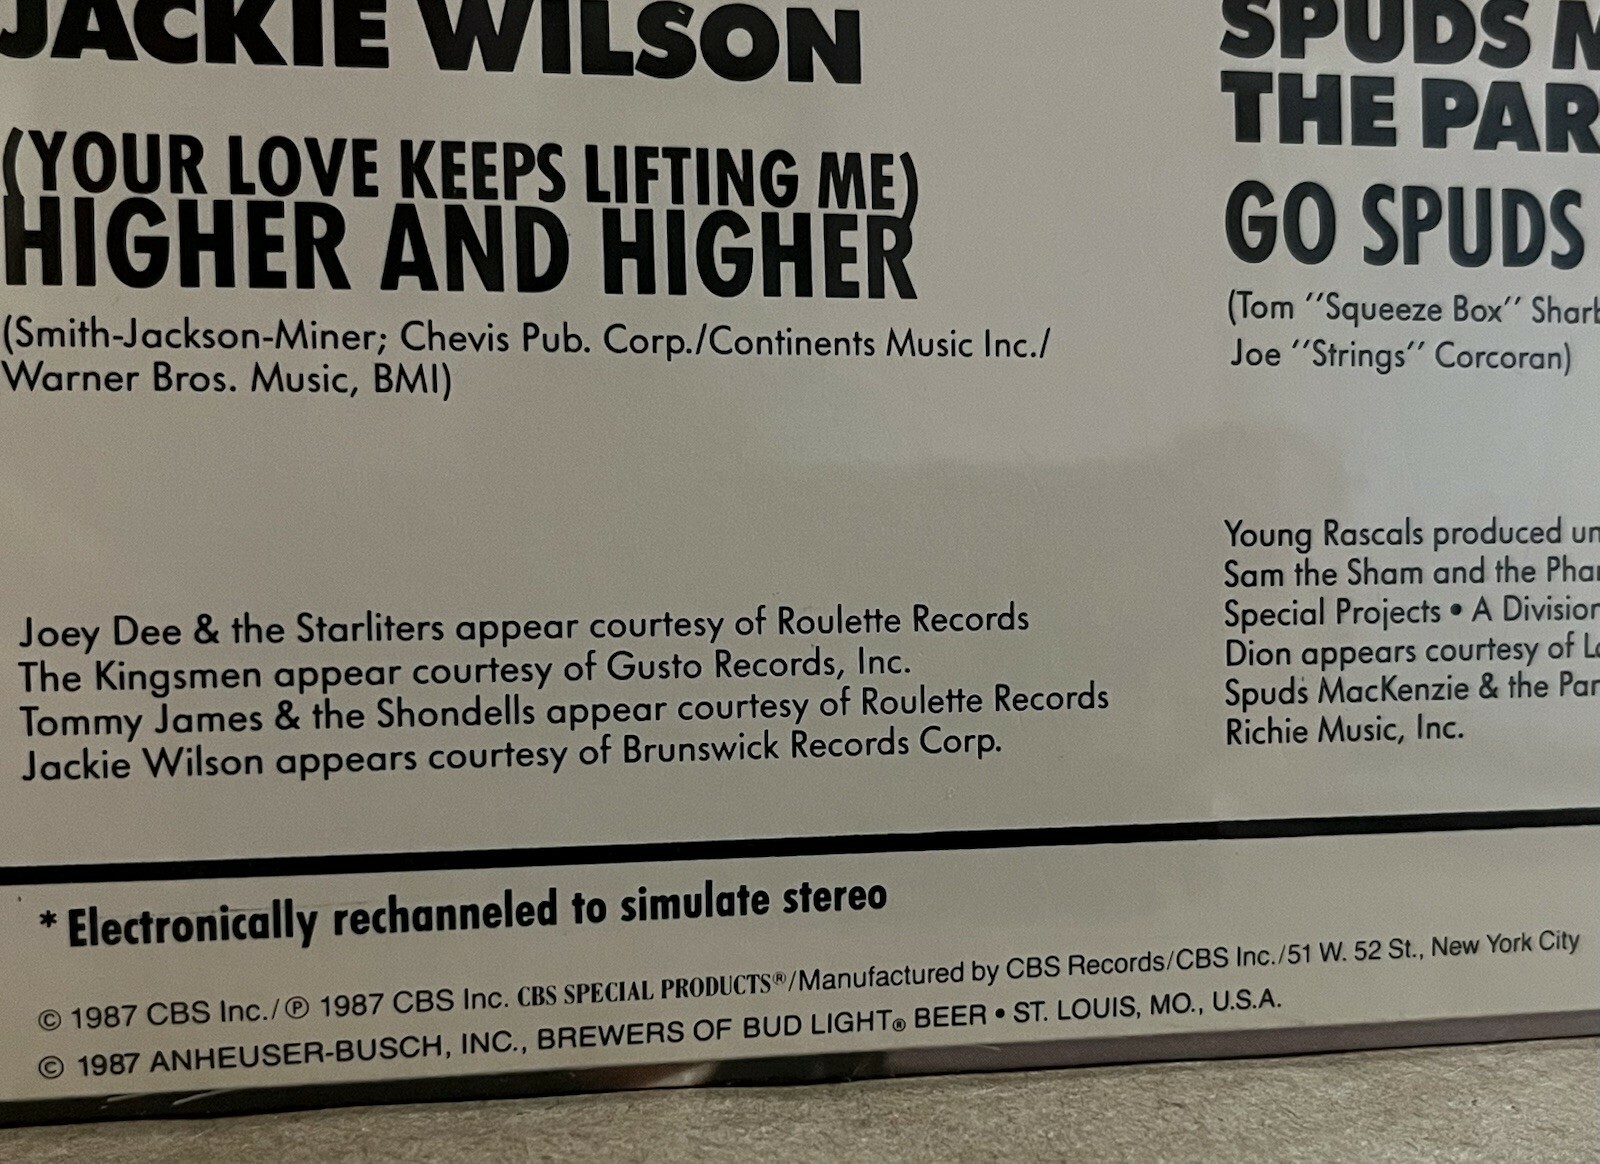 JACKIE WILSON
(YOUR LOVE KEEPS LIFTING ME)
HIGHER AND HIGHER
(Smith-Jackson-Miner; Chevis Pub. Corp./Continents Music Inc./
Warner Bros. Music, BMI)
Joey Dee & the Starliters appear courtesy of Roulette Records
The Kingsmen appear courtesy of Gusto Records, Inc.
Tommy James & the Shondells appear courtesy of Roulette Records
Jackie Wilson appears courtesy of Brunswick Records Corp.
SPUDS
THE
GO SPUDS
(Tom ′′Squeeze Box′′
Joe ′′Strings′′ Corcoran)
Young Rascals produced
Sam the Sham and the
Special Projects • A Division
Dion appears courtesy of
Spuds MacKenzie & the
Richie Music, Inc.
* Electronically rechanneled to simulate stereo
© 1987 CBS Inc./℗ 1987 CBS Inc. CBS SPECIAL PRODUCTS®/Manufactured by CBS Records/CBS Inc./51 W. 52 St., New York City
© 1987 ANHEUSER-BUSCH, INC., BREWERS OF BUD LIGHT® BEER • ST. LOUIS, MO., U.S.A.